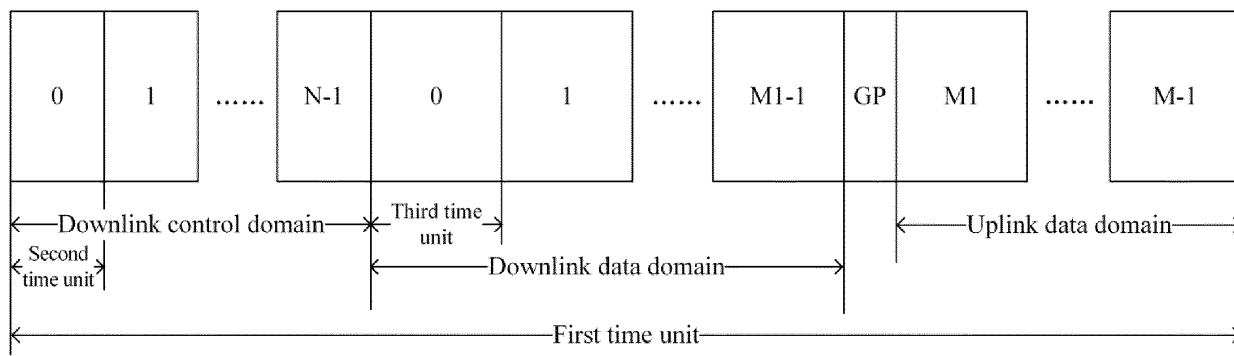 0 1 ...... N-1 0 1 ...... M1-1 GP M1 ...... M-1
Downlink control domain
Third time
unit
Uplink data domain
Second
time unit
Downlink data domain
First time unit